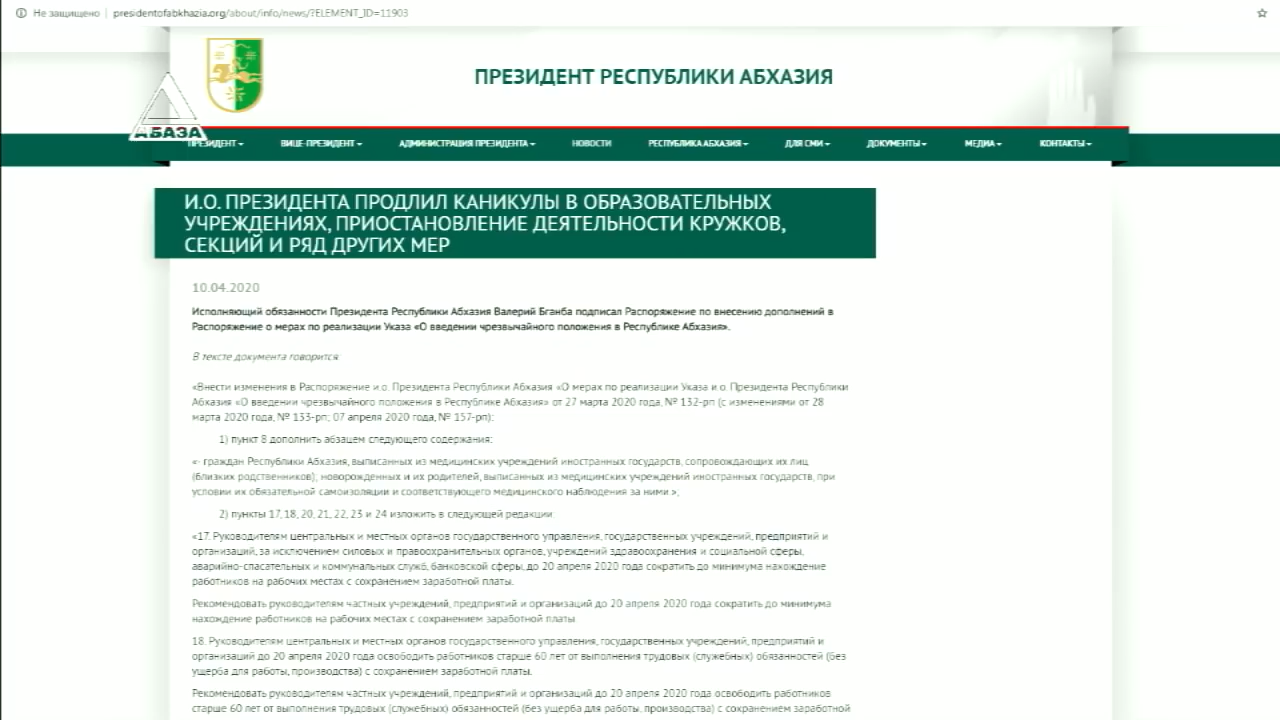 Не защищено | presidentofabkhazia.org/about/info/news/?ELEMENT_ID=11903
ПРЕЗИДЕНТ РЕСПУБЛИКИ АБХАЗИЯ
АБАЗА
ПРЕЗИДЕНТ ВИЦЕ-ПРЕЗИДЕНТ АДМИНИСТРАЦИЯ ПРЕЗИДЕНТА НОВОСТИ РЕСПУБЛИКА АБХАЗИЯ ДЛЯ СМИ ДОКУМЕНТЫ МЕДИА КОНТАКТЫ
И.О. ПРЕЗИДЕНТА ПРОДЛИЛ КАНИКУЛЫ В ОБРАЗОВАТЕЛЬНЫХ
УЧРЕЖДЕНИЯХ, ПРИОСТАНОВЛЕНИЕ ДЕЯТЕЛЬНОСТИ КРУЖКОВ,
СЕКЦИЙ И РЯД ДРУГИХ МЕР
10.04.2020
Исполняющий обязанности Президента Республики Абхазия Валерий Бганба подписал Распоряжение по внесению дополнений в
Распоряжение о мерах по реализации Указа «О введении чрезвычайного положения в Республике Абхазия».
В тексте документа говорится:
«Внести изменения в Распоряжение и.о. Президента Республики Абхазия «О мерах по реализации Указа и.о. Президента Республики
Абхазия «О введении чрезвычайного положения в Республике Абхазия» от 27 марта 2020 года, № 132-рп (с изменениями от 28
марта 2020 года, № 133-рп; 07 апреля 2020 года, № 157-рп):
1) пункт 8 дополнить абзацем следующего содержания:
«- граждан Республики Абхазия, выписанных из медицинских учреждений иностранных государств, сопровождающих их лиц
(близких родственников), новорожденных и их родителей, выписанных из медицинских учреждений иностранных государств, при
условии их обязательной самоизоляции и соответствующего медицинского наблюдения за ними.»;
2) пункты 17, 18, 20, 21, 22, 23 и 24 изложить в следующей редакции:
«17. Руководителям центральных и местных органов государственного управления, государственных учреждений, предприятий и
организаций, за исключением силовых и правоохранительных органов, учреждений здравоохранения и социальной сферы,
аварийно-спасательных и коммунальных служб, банковской сферы, до 20 апреля 2020 года сократить до минимума нахождение
работников на рабочих местах с сохранением заработной платы.
Рекомендовать руководителям частных учреждений, предприятий и организаций до 20 апреля 2020 года сократить до минимума
нахождение работников на рабочих местах с сохранением заработной платы
18. Руководителям центральных и местных органов государственного управления, государственных учреждений, предприятий и
организаций до 20 апреля 2020 года освободить работников старше 60 лет от выполнения трудовых (служебных) обязанностей (без
ущерба для работы, производства) с сохранением заработной платы.
Рекомендовать руководителям частных учреждений, предприятий и организаций до 20 апреля 2020 года освободить работников
старше 60 лет от выполнения трудовых (служебных) обязанностей (без ущерба для работы, производства) с сохранением заработной